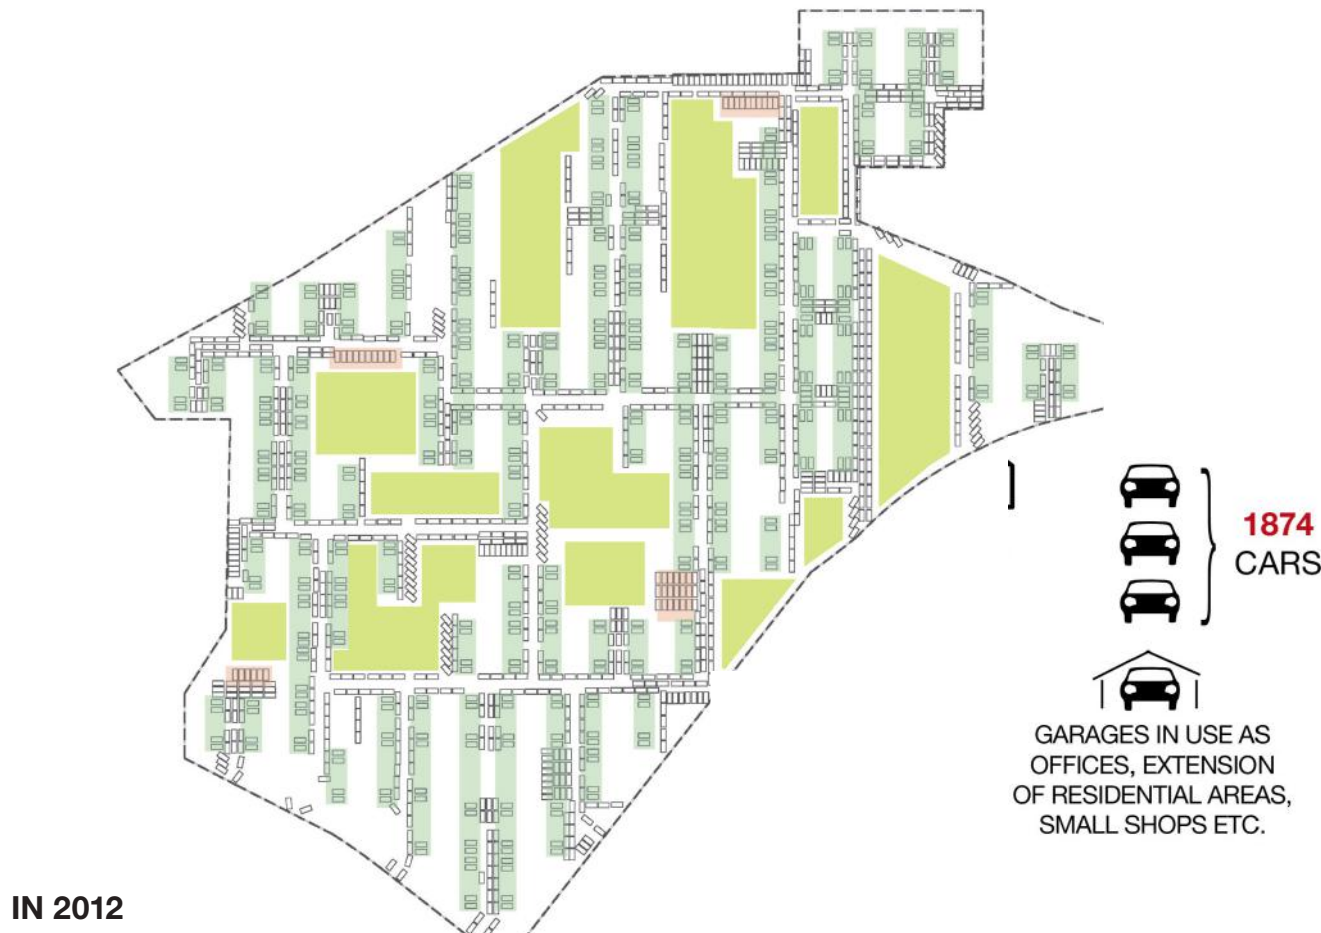 1874
CARS
GARAGES IN USE AS
OFFICES, EXTENSION
OF RESIDENTIAL AREAS,
SMALL SHOPS ETC.
IN 2012